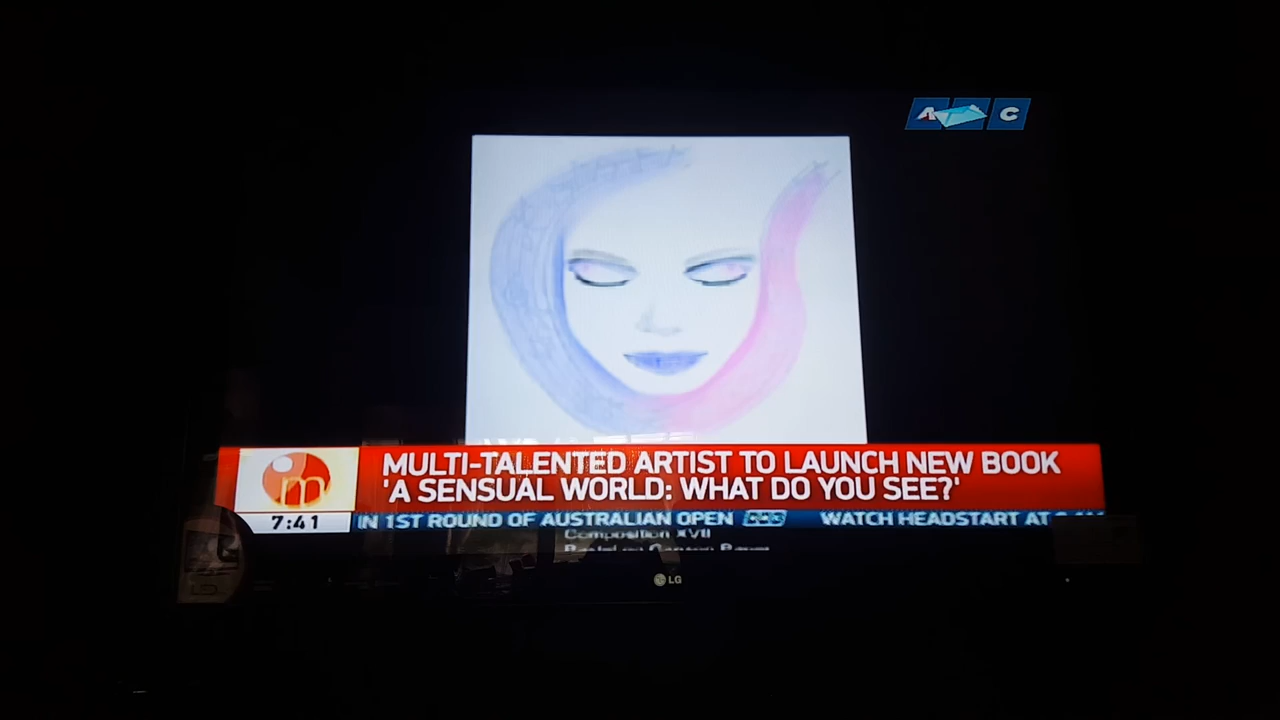 A C
MULTI-TALENTED ARTIST TO LAUNCH NEW BOOK
'A SENSUAL WORLD: WHAT DO YOU SEE?'
m
7:41
IN 1ST ROUND OF AUSTRALIAN OPEN
WATCH HEADSTART AT
Composition XVII
LG